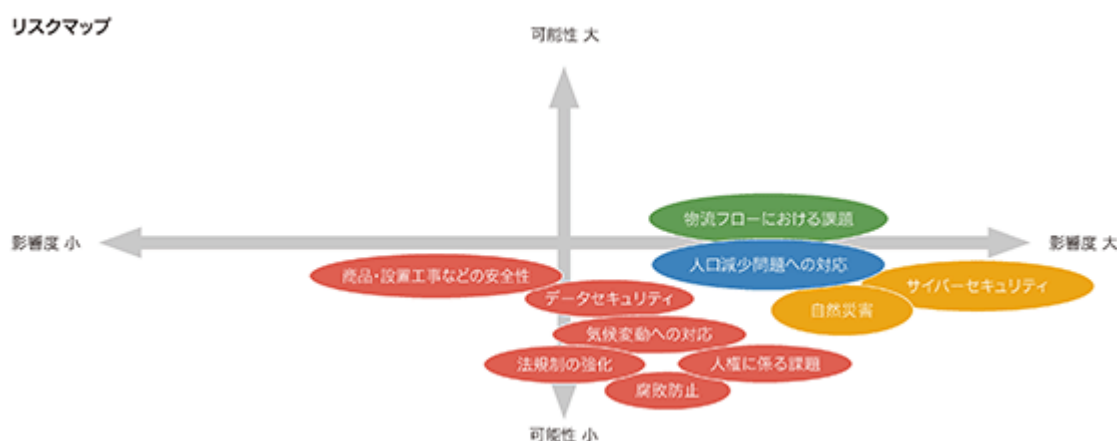 リスクマップ
可能性 大
物流フローにおける課題
影響度 小
影響度 大
人口減少問題への対応
商品・設置工事などの安全性
サイバーセキュリティ
データセキュリティ
自然災害
気候変動への対応
法規制の強化
人権に係る課題
腐敗防止
可能性 小